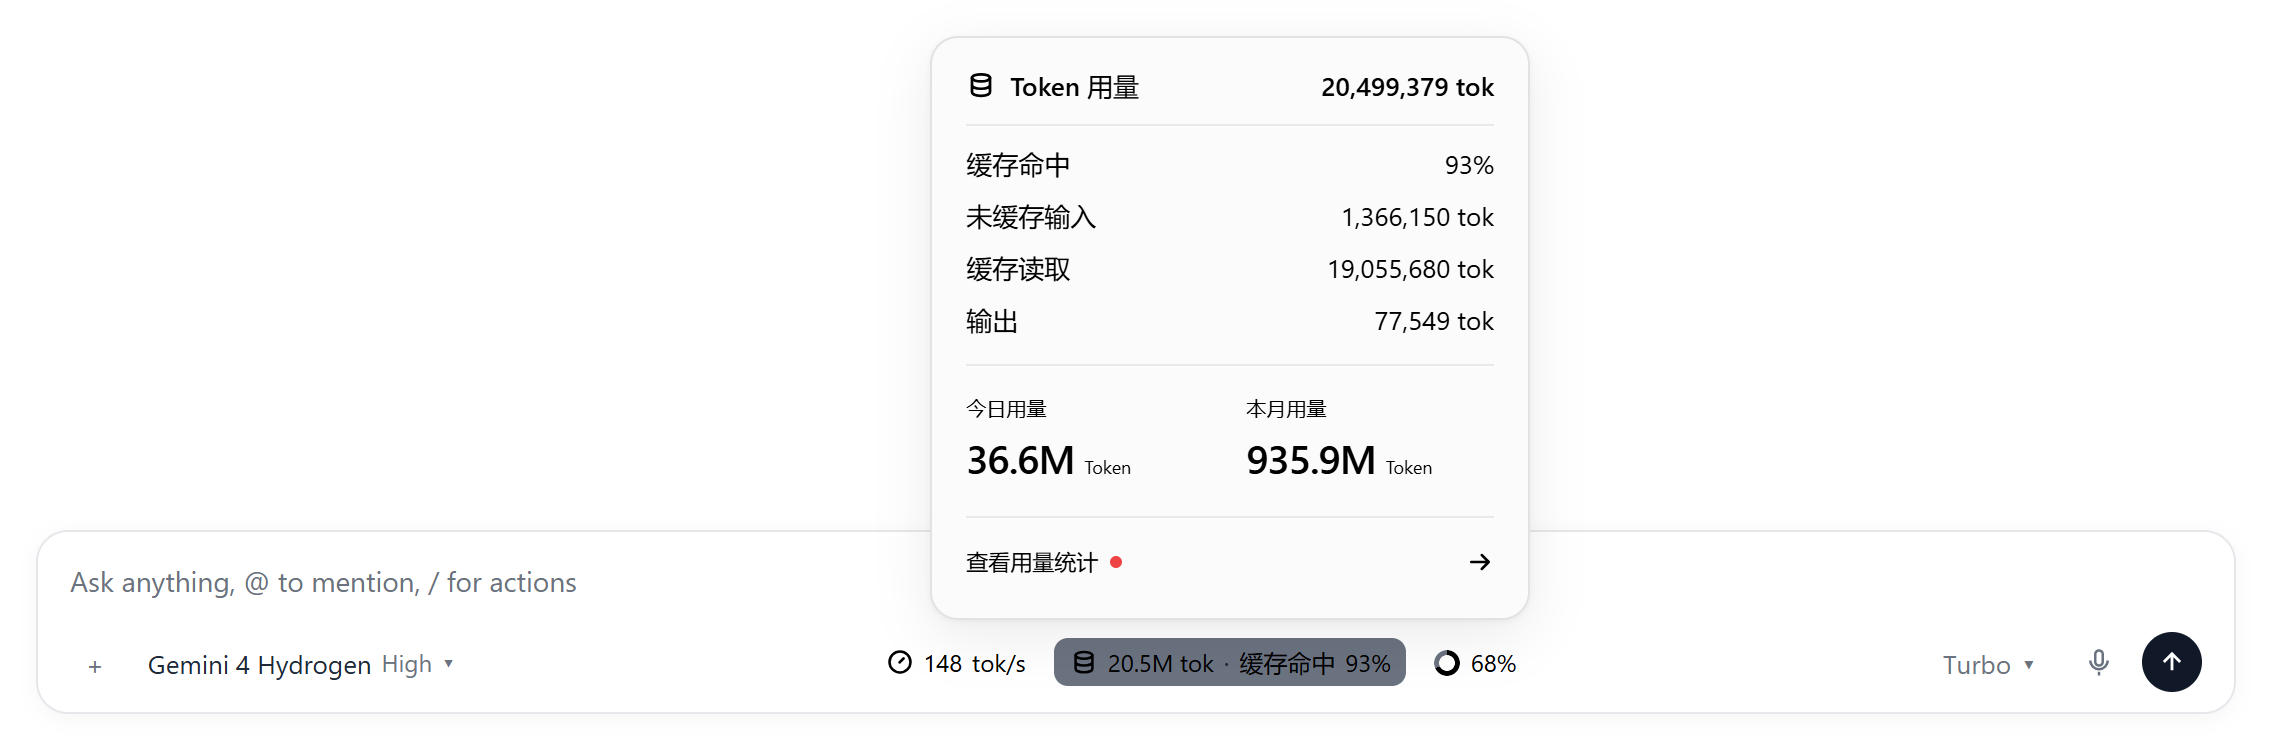 Token 用量 20,499,379 tok
缓存命中 93%
未缓存输入 1,366,150 tok
缓存读取 19,055,680 tok
输出 77,549 tok
今日用量 本月用量
36.6M Token 935.9M Token
查看用量统计
Ask anything, @ to mention, / for actions
+ Gemini 4 Hydrogen High 148 tok/s 20.5M tok · 缓存命中 93% 68% Turbo